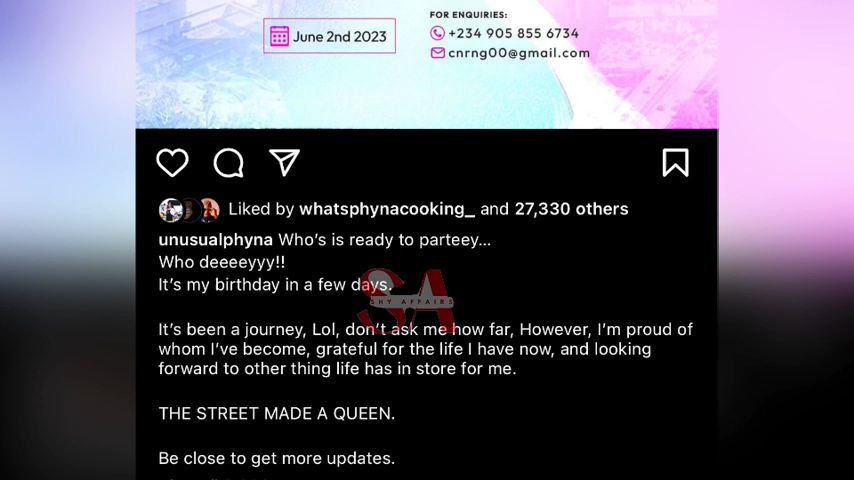 FOR ENQUIRIES:
June 2nd 2023
+234 905 855 6734
cnrng00@gmail.com
Liked by whatsphynacooking_ and 27,330 others
unusualphyna Who's is ready to parteey...
Who deeeeyyy!!
It's my birthday in a few days.
SA
SHY AFFAIRS
It's been a journey, Lol, don't ask me how far, However, I'm proud of
whom I've become, grateful for the life I have now, and looking
forward to other thing life has in store for me.
THE STREET MADE A QUEEN.
Be close to get more updates.